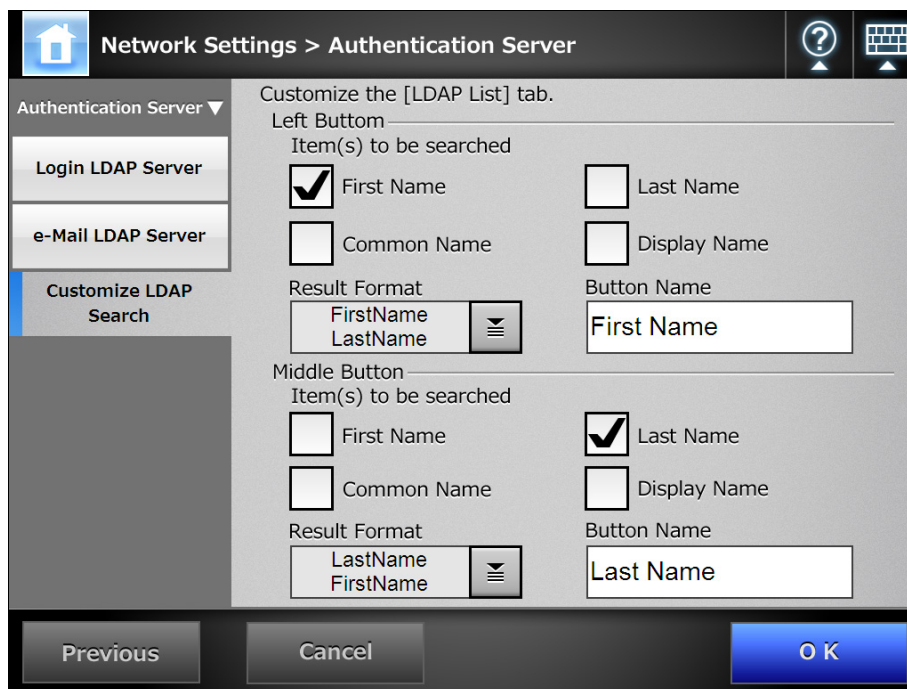 Network Settings > Authentication Server
?
Authentication Server ▼
Login LDAP Server
e-Mail LDAP Server
Customize LDAP
Search
Customize the [LDAP List] tab.
Left Buttom
Item(s) to be searched
First Name
Last Name
Common Name
Display Name
Result Format
Button Name
FirstName
LastName
First Name
Middle Button
Item(s) to be searched
First Name
Last Name
Common Name
Display Name
Result Format
Button Name
LastName
FirstName
Last Name
Previous
Cancel
O K